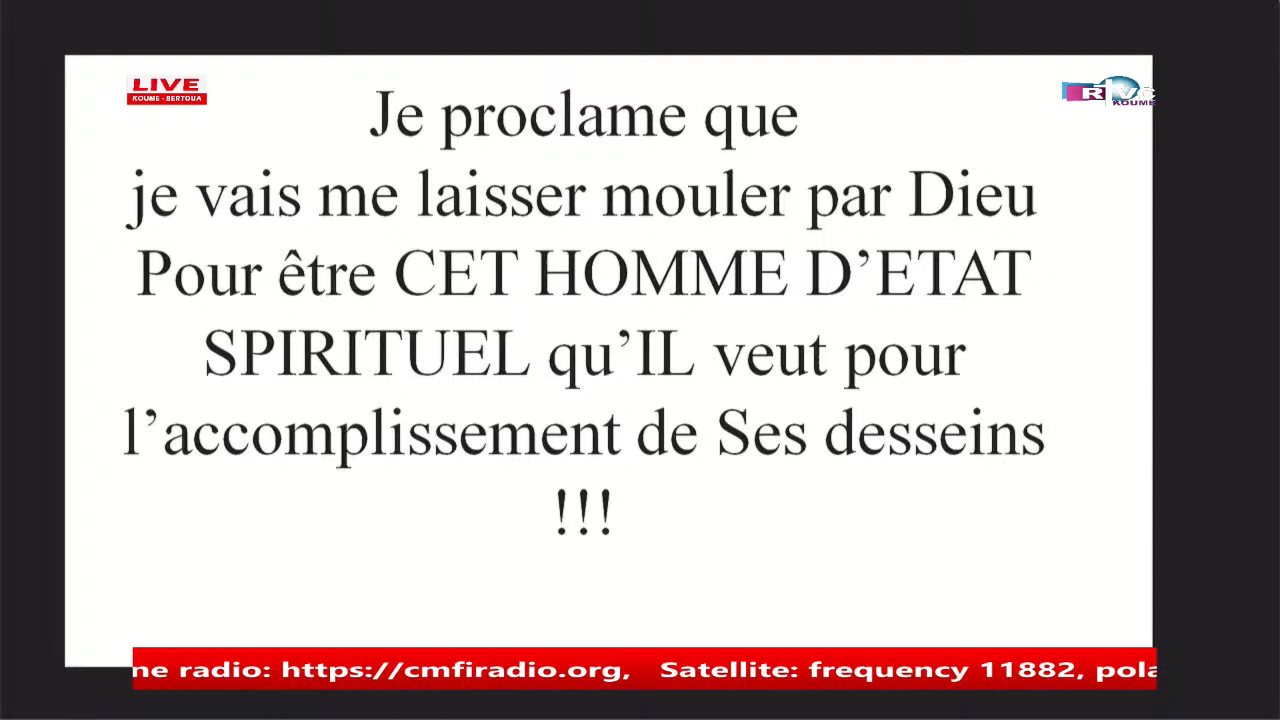 LIVE
KOUME - BERTOUA
RTVC
KOUME
Je proclame que
je vais me laisser mouler par Dieu
Pour être CET HOMME D’ETAT
SPIRITUEL qu’IL veut pour
l’accomplissement de Ses desseins
!!!
ne radio: https://cmfiradio.org, Satellite: frequency 11882, pola